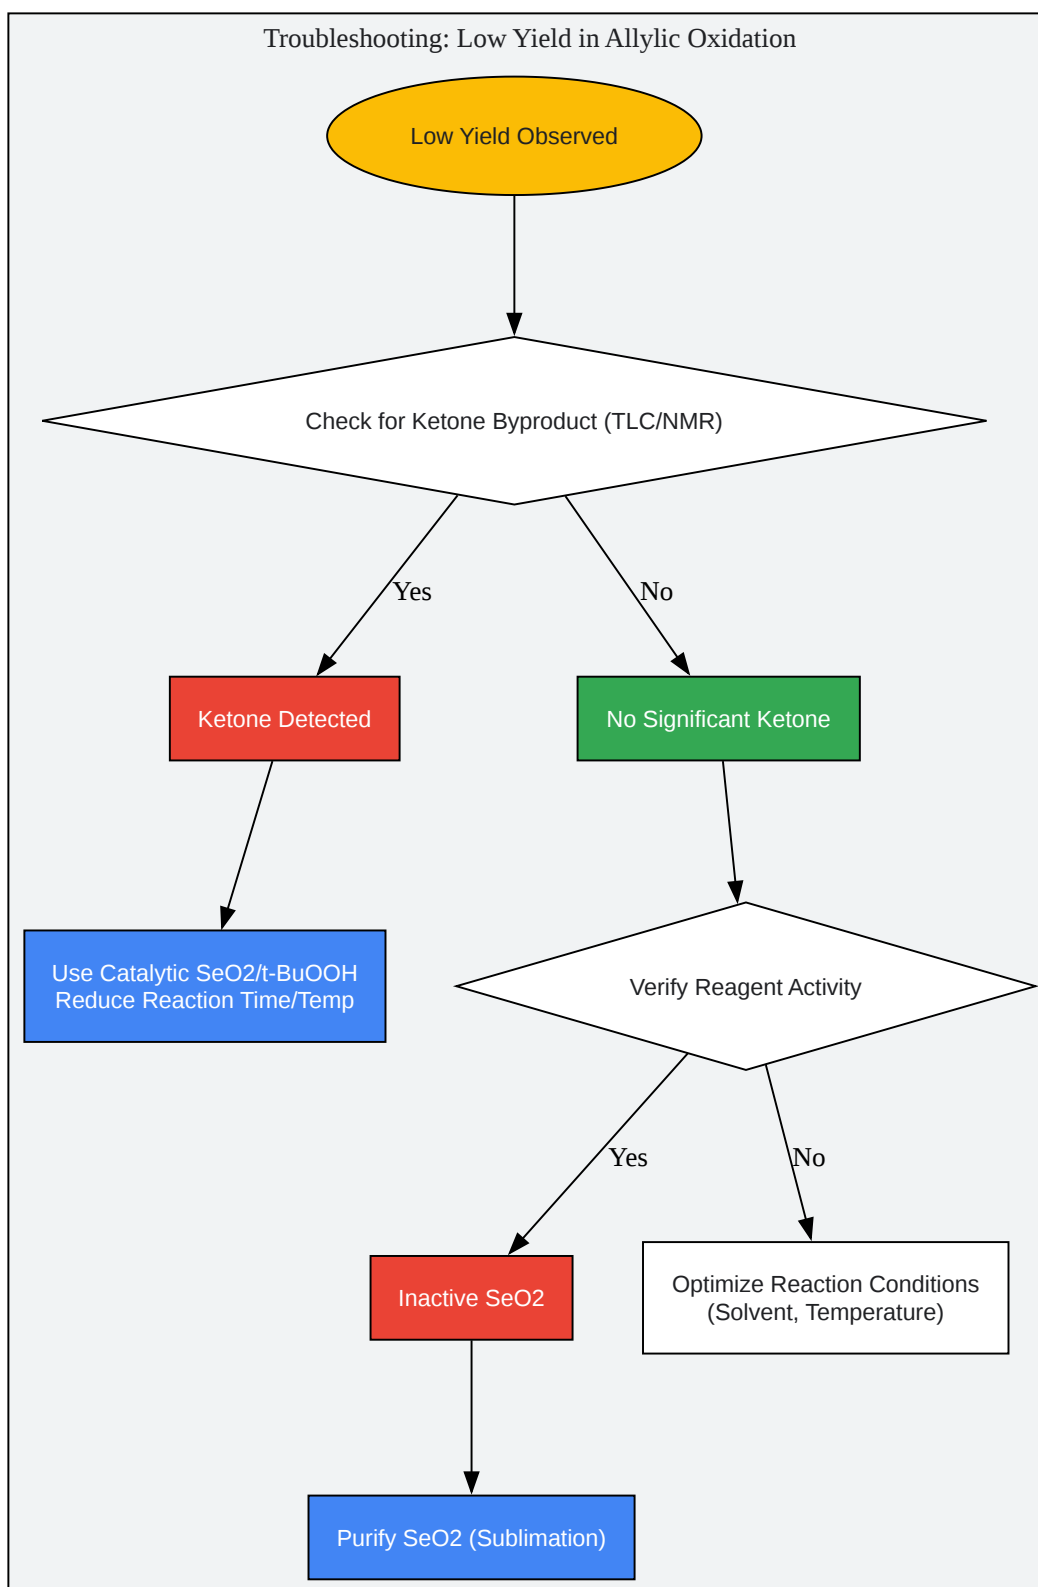 Troubleshooting: Low Yield in Allylic Oxidation
Low Yield Observed
Check for Ketone Byproduct (TLC/NMR)
Yes
No
Ketone Detected
No Significant Ketone
Use Catalytic SeO2/t-BuOOH
Reduce Reaction Time/Temp
Verify Reagent Activity
Yes
No
Inactive SeO2
Optimize Reaction Conditions
(Solvent, Temperature)
Purify SeO2 (Sublimation)